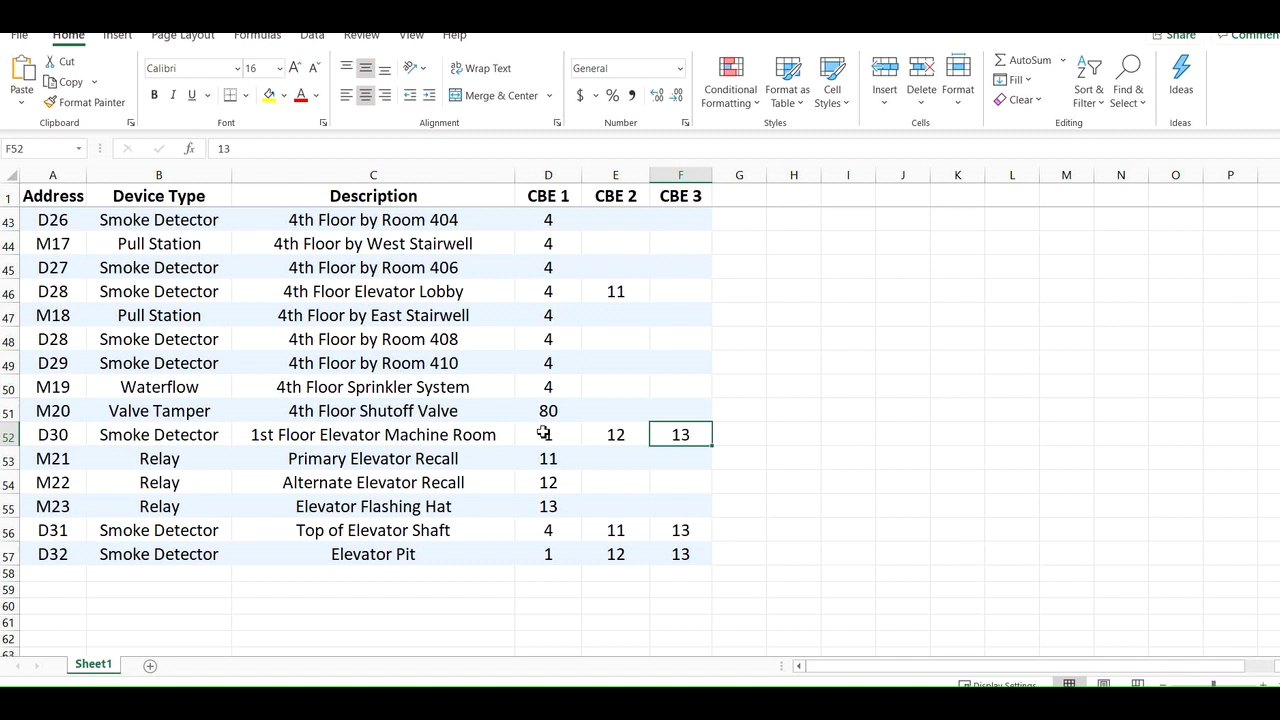 File Home Insert Page Layout Formulas Data Review View Help Share
Cut
Copy
Format Painter
Paste
Clipboard
Calibri 16
B I U
Font
Wrap Text
Merge & Center
Alignment
General
$ % 9
Number
Conditional Formatting
Format as Table
Cell Styles
Styles
Insert Delete Format
Cells
AutoSum
Fill
Clear
Sort & Filter
Find & Select
Editing
Ideas
Ideas
F52 fx 13
A B C D E F G H I J K L M N O P
1 Address Device Type Description CBE 1 CBE 2 CBE 3
43 D26 Smoke Detector 4th Floor by Room 404 4
44 M17 Pull Station 4th Floor by West Stairwell 4
45 D27 Smoke Detector 4th Floor by Room 406 4
46 D28 Smoke Detector 4th Floor Elevator Lobby 4 11
47 M18 Pull Station 4th Floor by East Stairwell 4
48 D28 Smoke Detector 4th Floor by Room 408 4
49 D29 Smoke Detector 4th Floor by Room 410 4
50 M19 Waterflow 4th Floor Sprinkler System 4
51 M20 Valve Tamper 4th Floor Shutoff Valve 80
52 D30 Smoke Detector 1st Floor Elevator Machine Room 1 12 13
53 M21 Relay Primary Elevator Recall 11
54 M22 Relay Alternate Elevator Recall 12
55 M23 Relay Elevator Flashing Hat 13
56 D31 Smoke Detector Top of Elevator Shaft 4 11 13
57 D32 Smoke Detector Elevator Pit 1 12 13
58
59
60
61
62
63
Sheet1
Display Settings